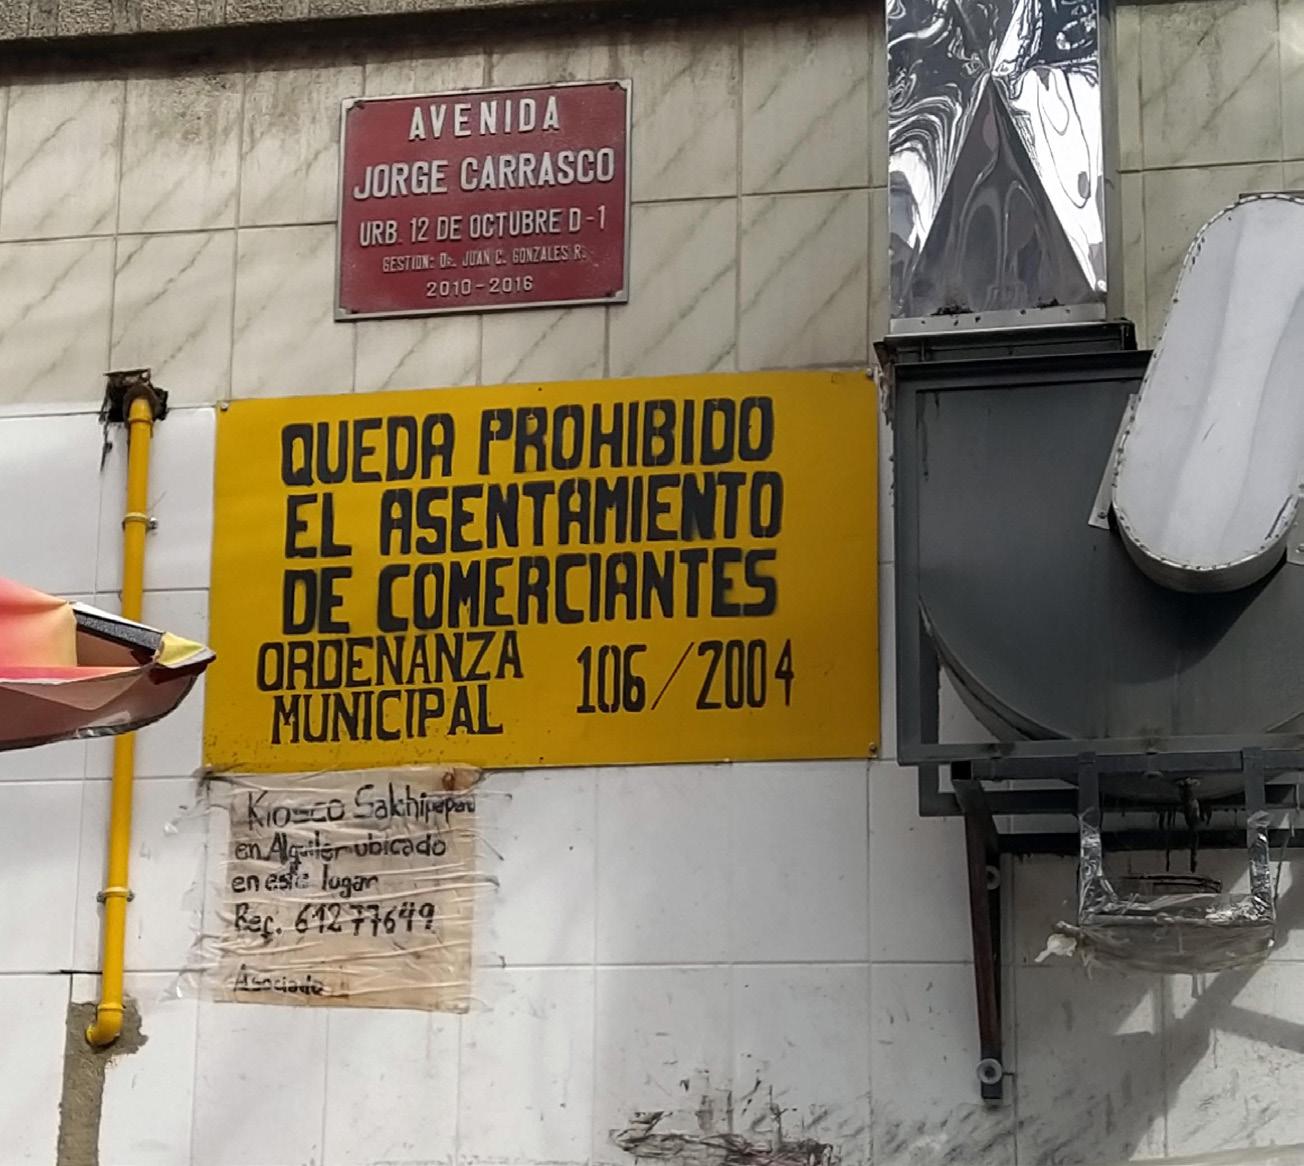 AVENIDA
JORGE CARRASCO
URB. 12 DE OCTUBRE D-1
GESTION: Dr. JUAN C. GONZALES R.
2010-2016
QUEDA PROHIBIDO
EL ASENTAMIENTO
DE COMERCIANTES
ORDENANZA
MUNICIPAL
106/2004
Kiosco
en Alquiler ubicado
en este lugar
61277649
Asociado